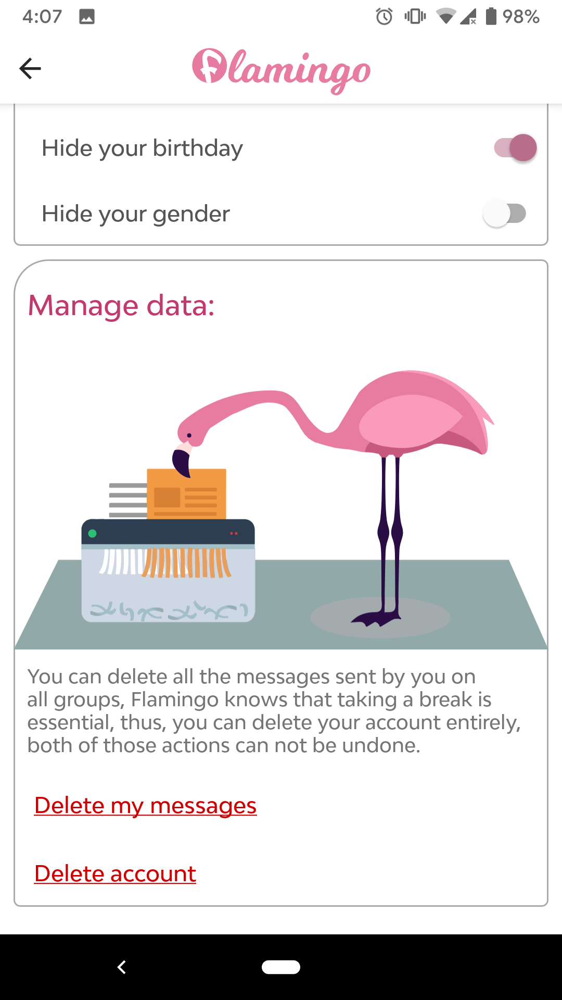 4:07
98%
Flamingo
Hide your birthday
Hide your gender
Manage data:
You can delete all the messages sent by you on
all groups, Flamingo knows that taking a break is
essential, thus, you can delete your account entirely,
both of those actions can not be undone.
Delete my messages
Delete account